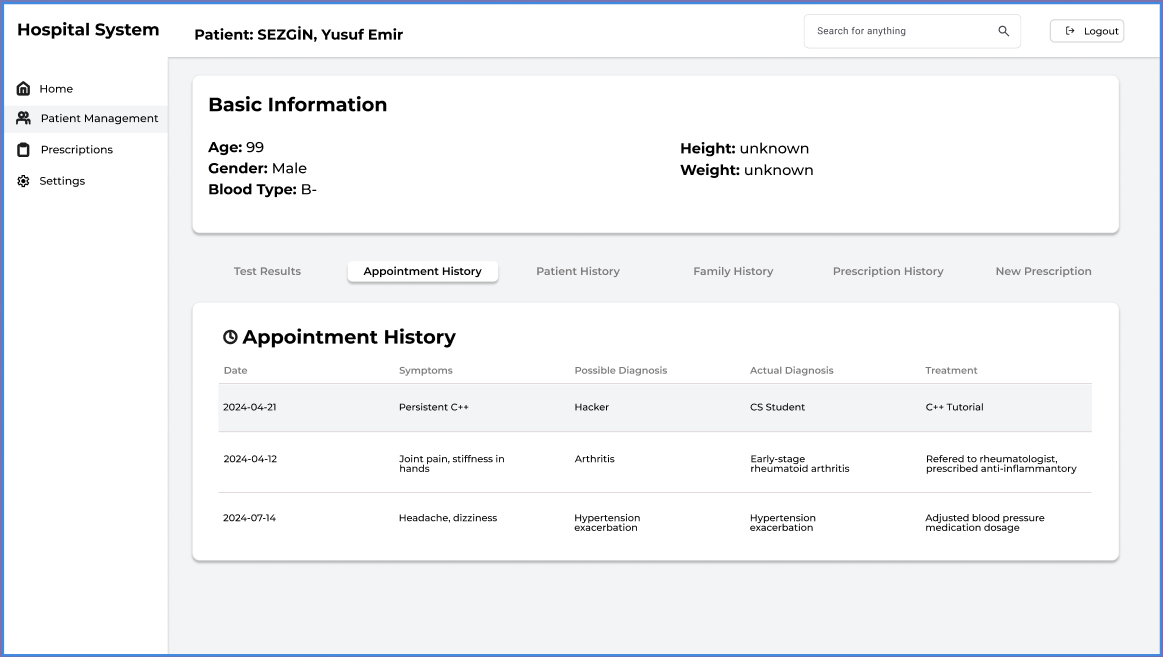 Hospital System
Patient: SEZGİN, Yusuf Emir
Search for anything
Logout
Home
Patient Management
Prescriptions
Settings
Basic Information
Age: 99
Gender: Male
Blood Type: B-
Height: unknown
Weight: unknown
Test Results
Appointment History
Patient History
Family History
Prescription History
New Prescription
Appointment History
Date Symptoms Possible Diagnosis Actual Diagnosis Treatment
2024-04-21 Persistent C++ Hacker CS Student C++ Tutorial
2024-04-12 Joint pain, stiffness in Arthritis Early-stage Refered to rheumatologist,
hands rheumatoid arthritis prescribed anti-inflammantory
2024-07-14 Headache, dizziness Hypertension Hypertension Adjusted blood pressure
exacerbation exacerbation medication dosage